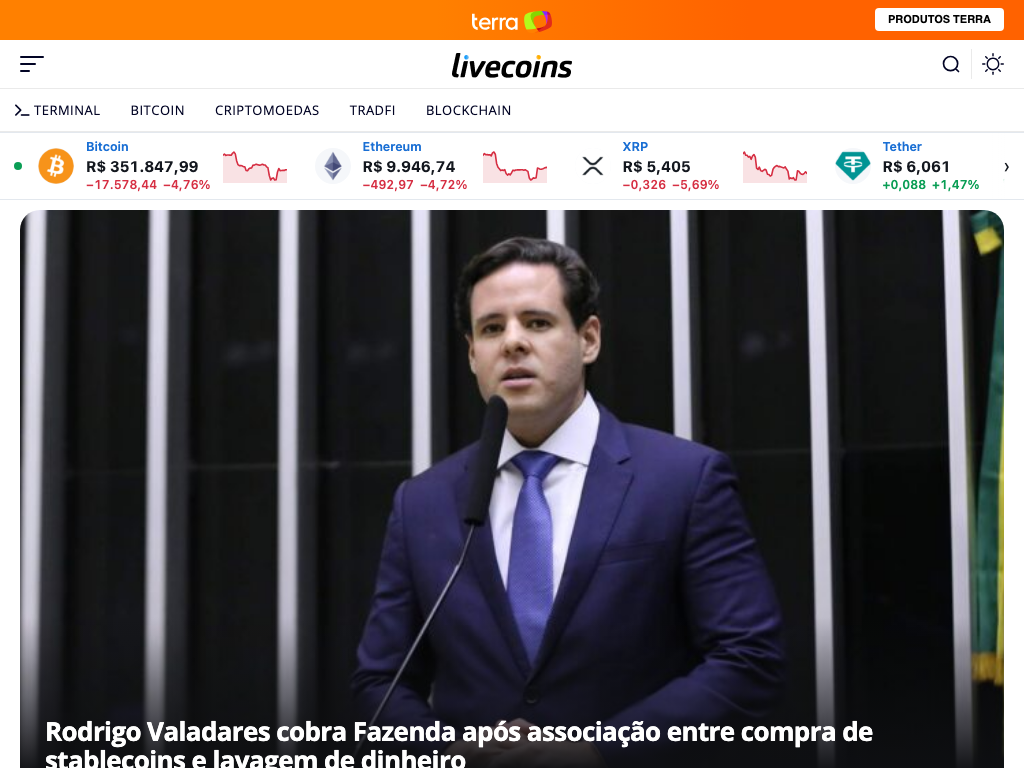 terra
PRODUTOS TERRA
livecoins
TERMINAL
BITCOIN
CRIPTOMOEDAS
TRADFI
BLOCKCHAIN
Bitcoin
R$ 351.847,99
−17.578,44 −4,76%
Ethereum
R$ 9.946,74
−492,97 −4,72%
XRP
R$ 5,405
−0,326 −5,69%
Tether
R$ 6,061
+0,088 +1,47%
Rodrigo Valadares cobra Fazenda após associação entre compra de
stablecoins e lavagem de dinheiro